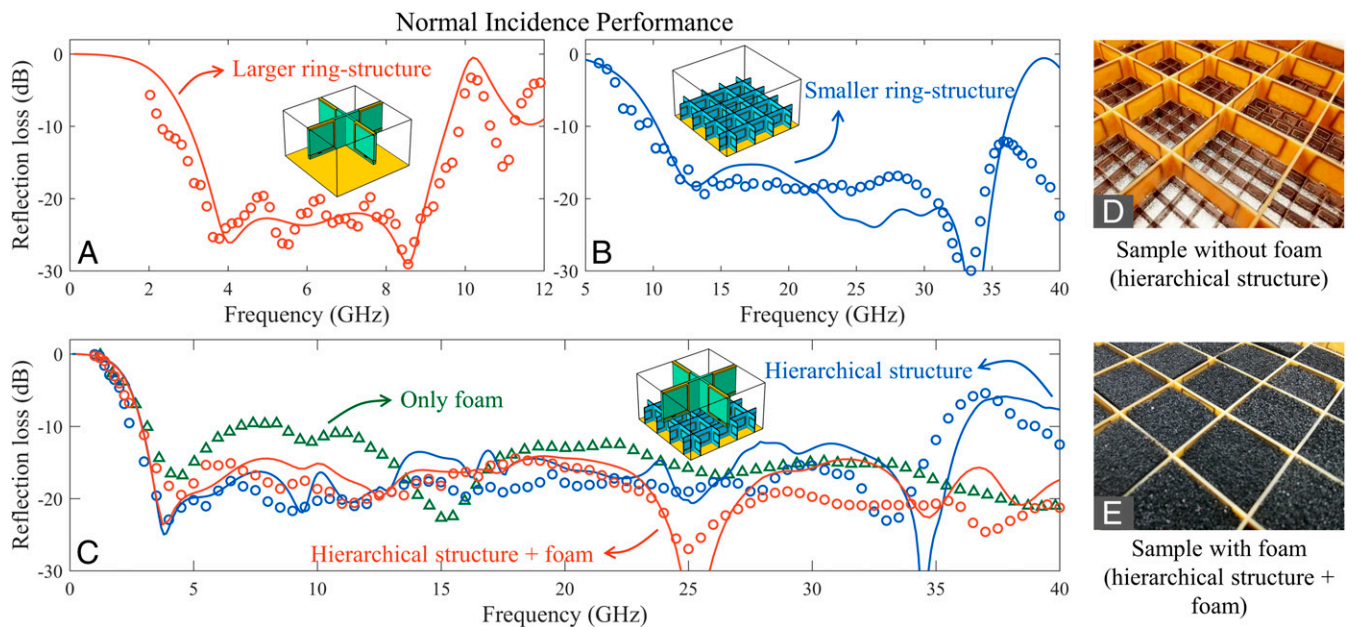 Normal Incidence Performance
Reflection loss (dB)
0
-10
-20
-30
Larger ring-structure
A
0 2 4 6 8 10 12
Frequency (GHz)
0
-10
-20
-30
Smaller ring-structure
B
5 10 15 20 25 30 35 40
Frequency (GHz)
D
Sample without foam
(hierarchical structure)
Reflection loss (dB)
0
-10
-20
-30
Only foam
Hierarchical structure
Hierarchical structure + foam
C
0 5 10 15 20 25 30 35 40
Frequency (GHz)
E
Sample with foam
(hierarchical structure +
foam)